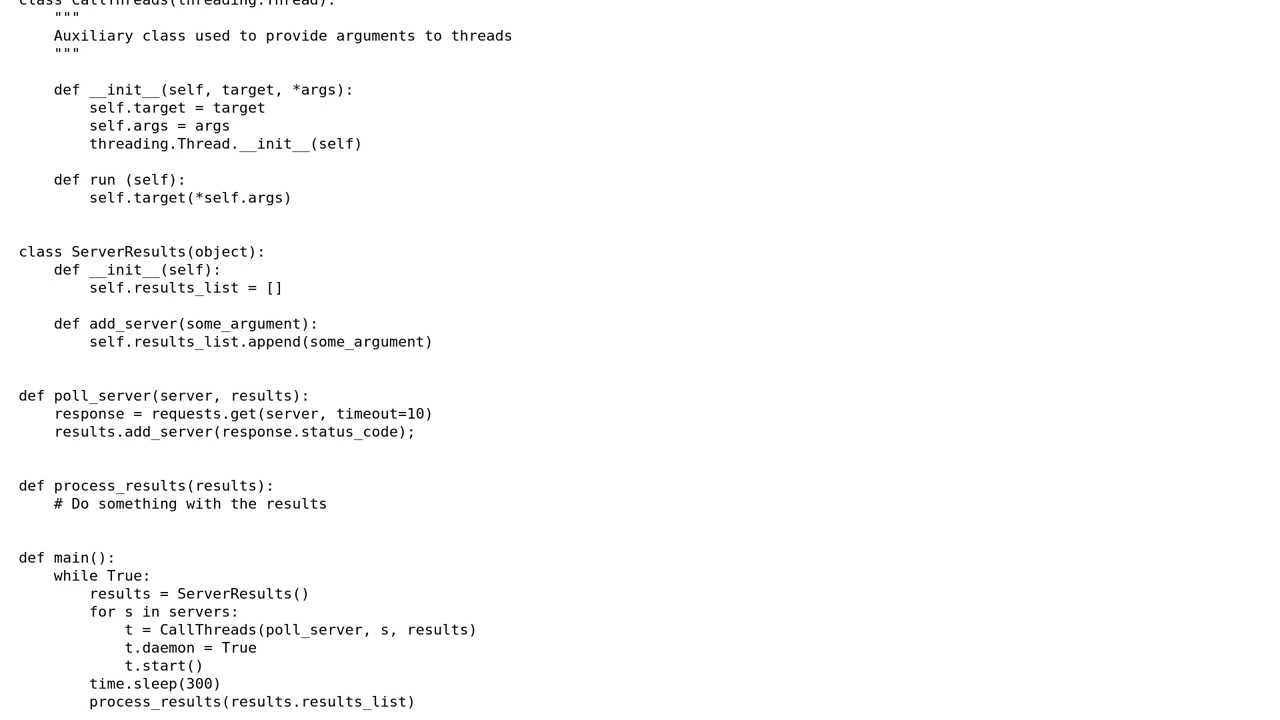 class CallThreads(threading.Thread):
    """
    Auxiliary class used to provide arguments to threads
    """

    def __init__(self, target, *args):
        self.target = target
        self.args = args
        threading.Thread.__init__(self)

    def run (self):
        self.target(*self.args)


class ServerResults(object):
    def __init__(self):
        self.results_list = []

    def add_server(some_argument):
        self.results_list.append(some_argument)


def poll_server(server, results):
    response = requests.get(server, timeout=10)
    results.add_server(response.status_code);


def process_results(results):
    # Do something with the results


def main():
    while True:
        results = ServerResults()
        for s in servers:
            t = CallThreads(poll_server, s, results)
            t.daemon = True
            t.start()
        time.sleep(300)
        process_results(results.results_list)